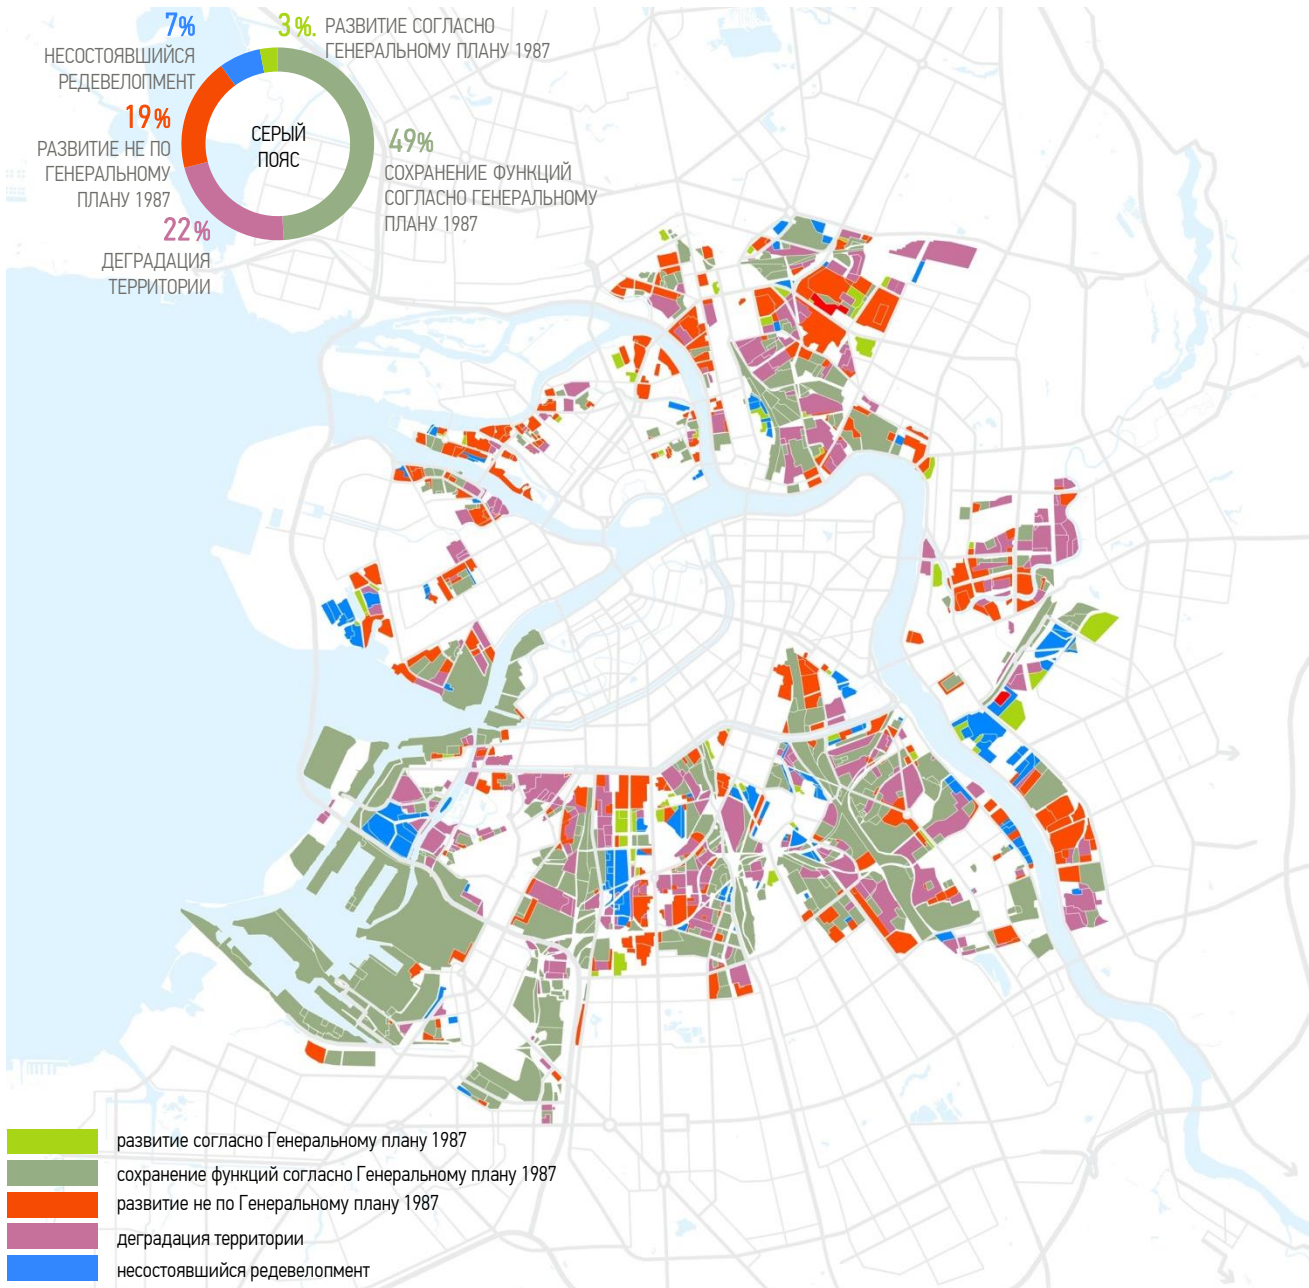 7%
НЕСОСТОЯВШИЙСЯ
РЕДЕВЕЛОПМЕНТ
3%.
РАЗВИТИЕ СОГЛАСНО
ГЕНЕРАЛЬНОМУ ПЛАНУ 1987
19%
РАЗВИТИЕ НЕ ПО
ГЕНЕРАЛЬНОМУ
ПЛАНУ 1987
СЕРЫЙ
ПОЯС
49%
СОХРАНЕНИЕ ФУНКЦИЙ
СОГЛАСНО ГЕНЕРАЛЬНОМУ
ПЛАНУ 1987
22%
ДЕГРАДАЦИЯ
ТЕРРИТОРИИ
развитие согласно Генеральному плану 1987
сохранение функций согласно Генеральному плану 1987
развитие не по Генеральному плану 1987
деградация территории
несостоявшийся редевелопмент